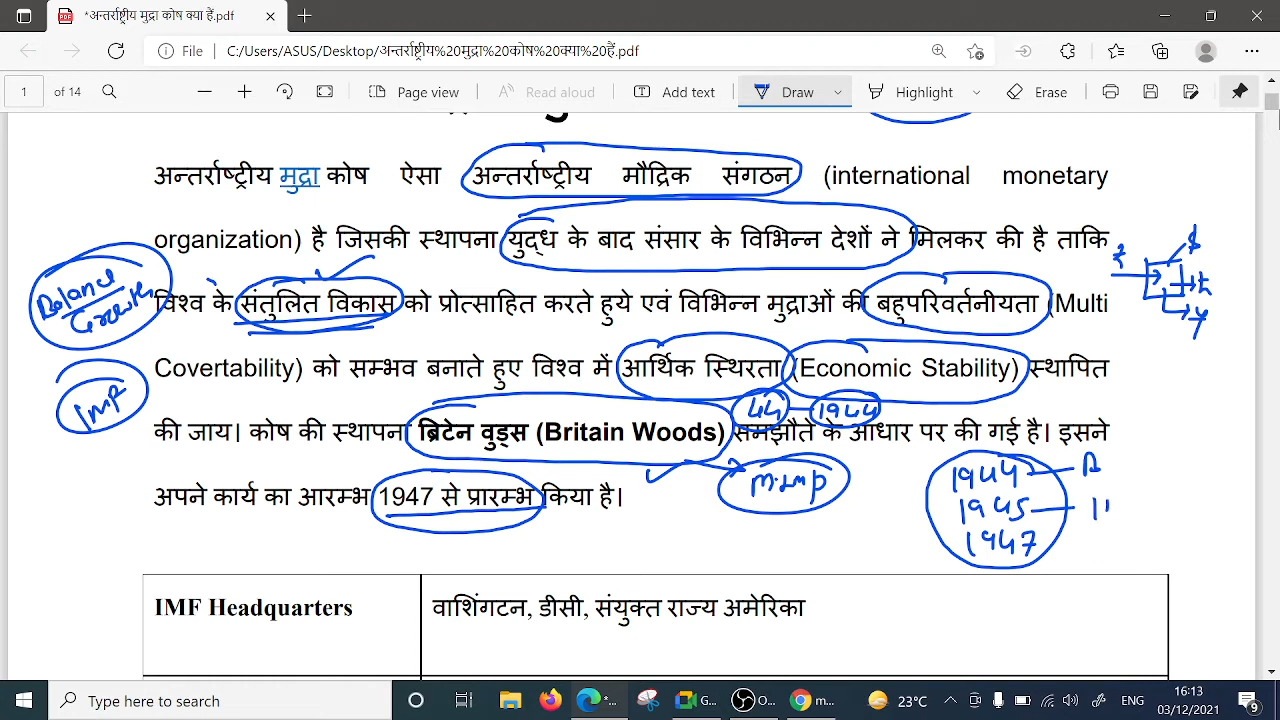 *अन्तर्राष्ट्रीय मुद्रा कोष क्या हैं.pdf
File C:/Users/ASUS/Desktop/अन्तर्राष्ट्रीय%20मुद्रा%20कोष%20क्या%20हैं.pdf
1 of 14 Page view Read aloud Add text Draw Highlight Erase
अन्तर्राष्ट्रीय मुद्रा कोष ऐसा अन्तर्राष्ट्रीय मौद्रिक संगठन (international monetary
organization) है जिसकी स्थापना युद्ध के बाद संसार के विभिन्न देशों ने मिलकर की है ताकि
विश्व के संतुलित विकास को प्रोत्साहित करते हुये एवं विभिन्न मुद्राओं की बहुपरिवर्तनीयता (Multi
Covertability) को सम्भव बनाते हुए विश्व में आर्थिक स्थिरता (Economic Stability) स्थापित
की जाय। कोष की स्थापना ब्रिटेन वुड्स (Britain Woods) समझौते के आधार पर की गई है। इसने
अपने कार्य का आरम्भ 1947 से प्रारम्भ किया है।
₹ $
£
y
Growth
IMF
44 - 1944
m.imp
1944
1945
1947
IMF Headquarters वाशिंगटन, डीसी, संयुक्त राज्य अमेरिका
Type here to search
G...
O...
m...
23°C
ENG
16:13
03/12/2021
9